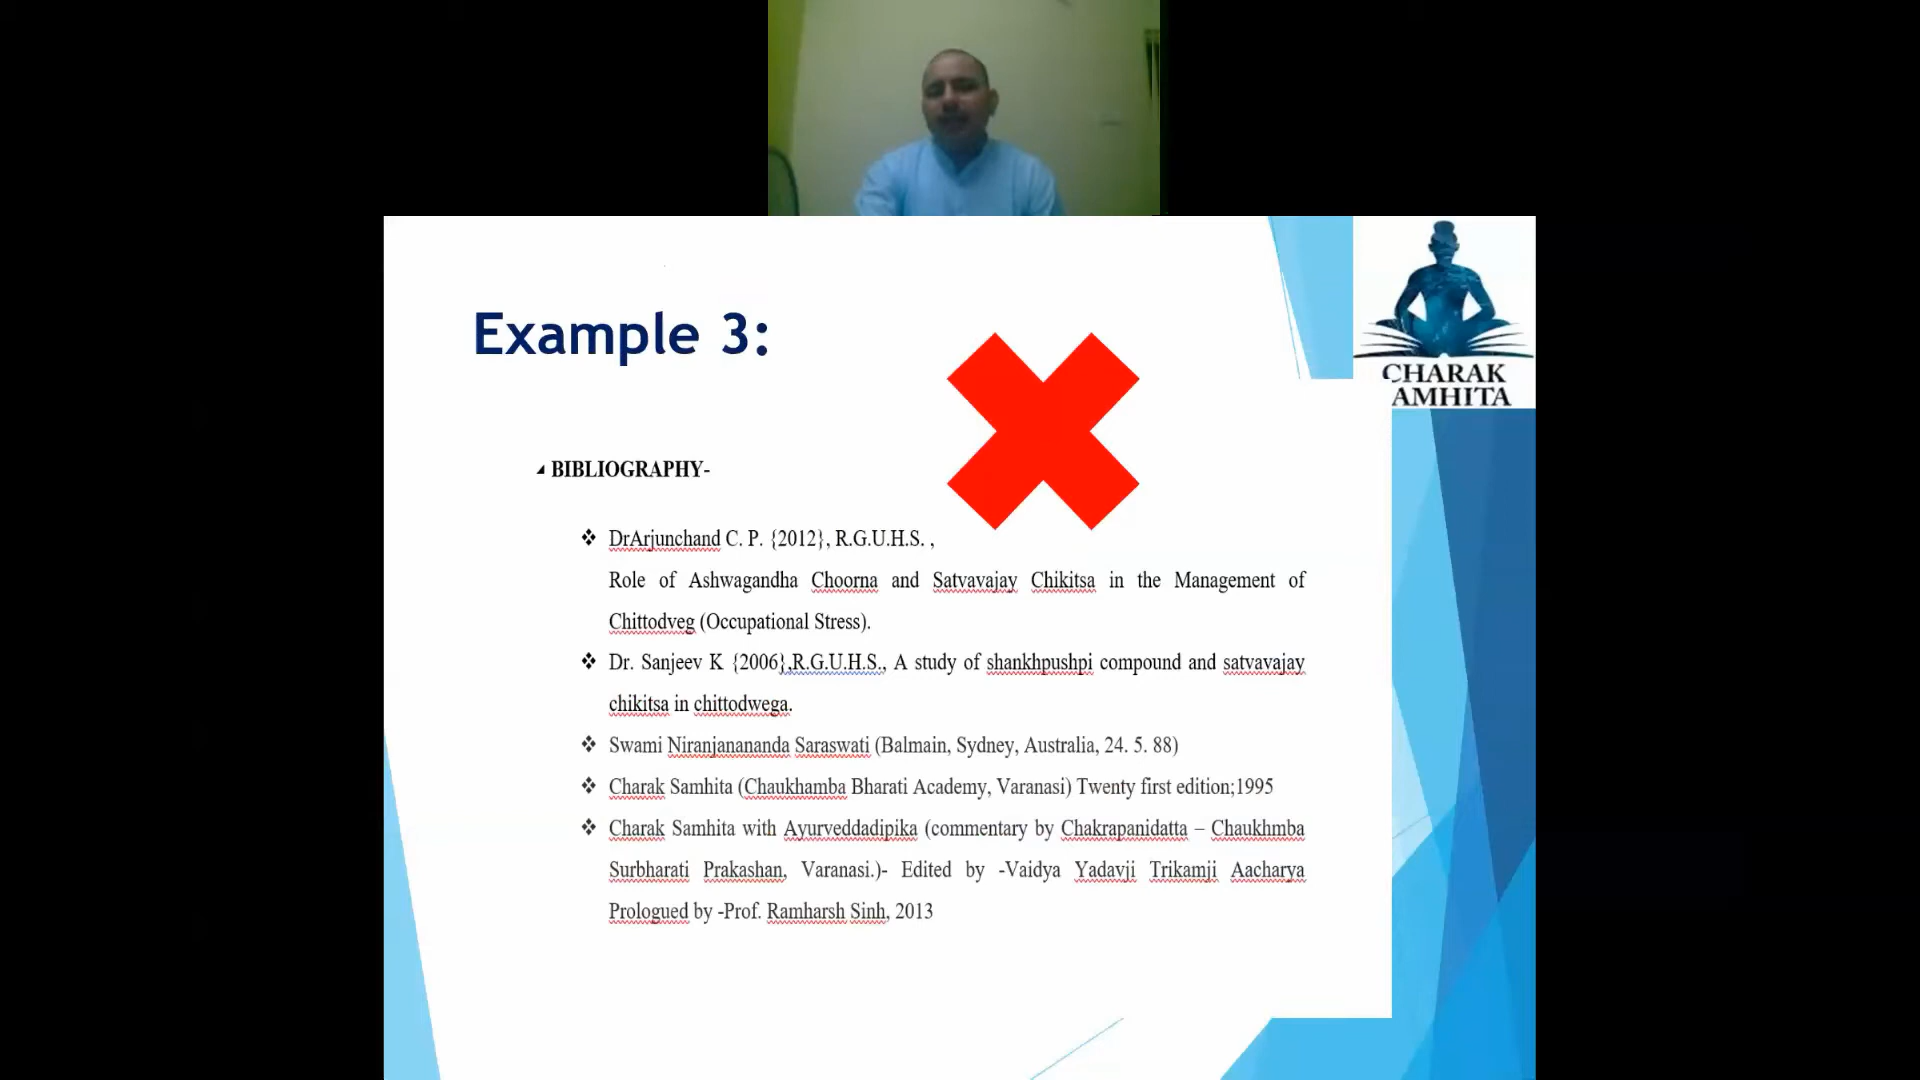 Example 3:
CHARAK
AMHITA
BIBLIOGRAPHY-
❖ DrArjunchand C. P. {2012}, R.G.U.H.S. ,
Role of Ashwagandha Choorna and Satvavajay Chikitsa in the Management of
Chittodveg (Occupational Stress).
❖ Dr. Sanjeev K {2006},R.G.U.H.S., A study of shankhpushpi compound and satvavajay
chikitsa in chittodwega.
❖ Swami Niranjanananda Saraswati (Balmain, Sydney, Australia, 24. 5. 88)
❖ Charak Samhita (Chaukhamba Bharati Academy, Varanasi) Twenty first edition;1995
❖ Charak Samhita with Ayurveddadipika (commentary by Chakrapanidatta – Chaukhmba
Surbharati Prakashan, Varanasi.)- Edited by -Vaidya Yadavji Trikamji Aacharya
Prologued by -Prof. Ramharsh Sinh, 2013